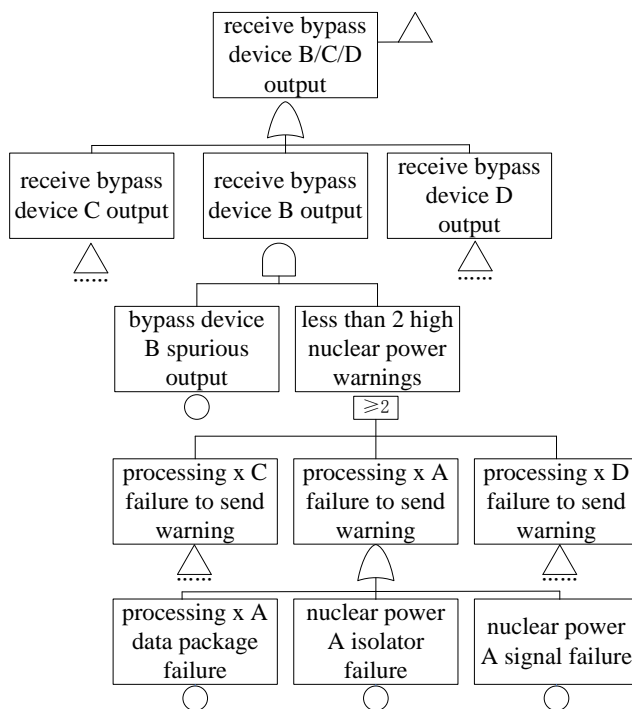 receive bypass
device B/C/D
output
receive bypass
device C output
receive bypass
device B output
receive bypass
device D
output
......
......
bypass device
B spurious
output
less than 2 high
nuclear power
warnings
≥2
processing x C
failure to send
warning
processing x A
failure to send
warning
processing x D
failure to send
warning
......
......
processing x A
data package
failure
nuclear power
A isolator
failure
nuclear power
A signal failure